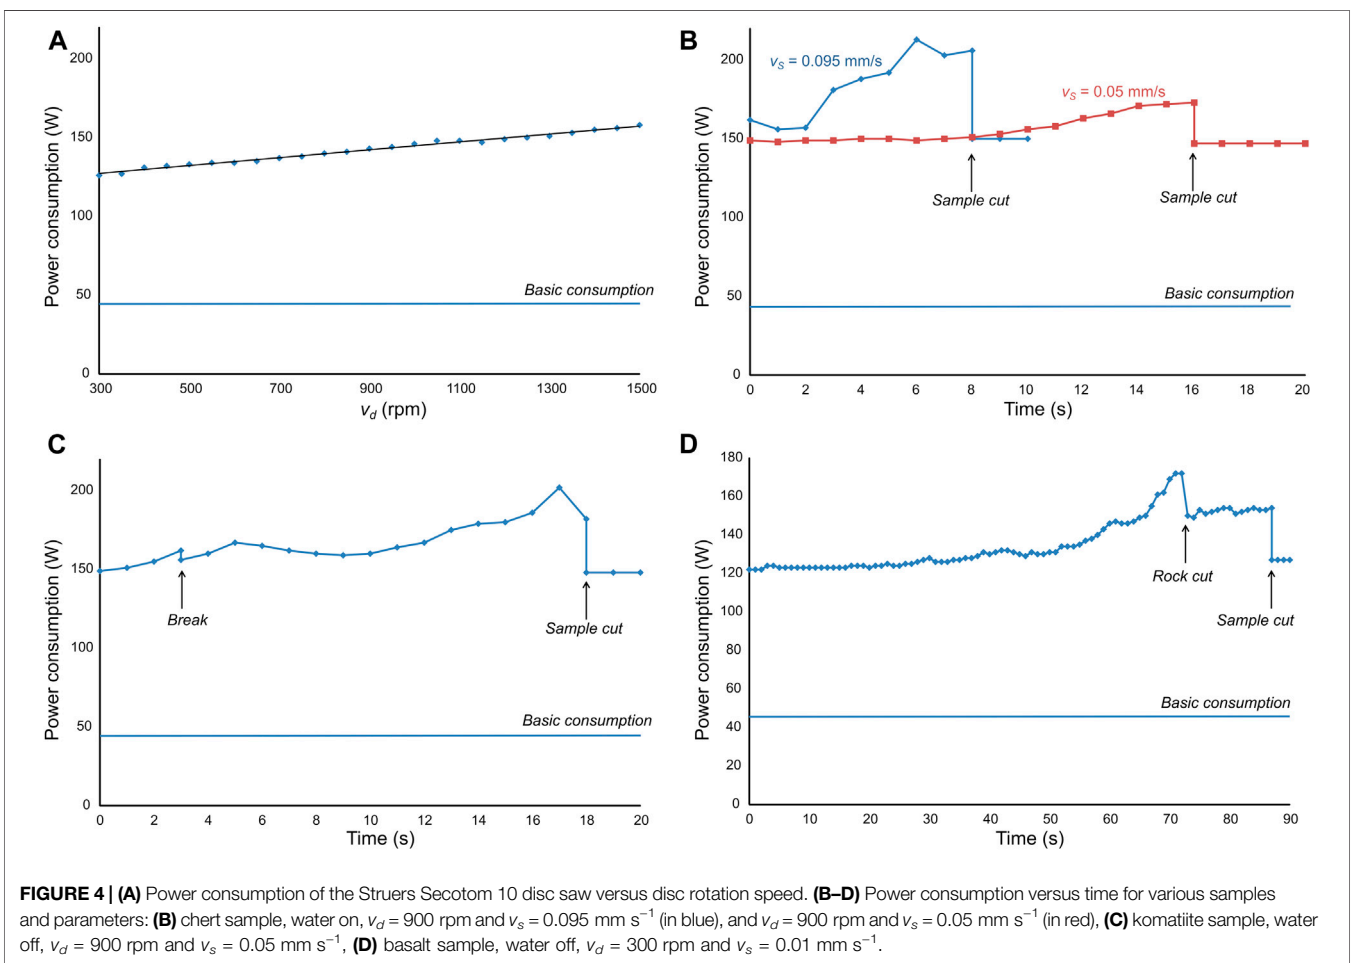 A
200
150
100
50
0
Power consumption (W)
Basic consumption
300 500 700 900 1100 1300 1500
v_d (rpm)
B
200
150
100
50
0
Power consumption (W)
v_S = 0.095 mm/s
v_S = 0.05 mm/s
Sample cut
Sample cut
Basic consumption
0 2 4 6 8 10 12 14 16 18 20
Time (s)
C
200
150
100
50
0
Power consumption (W)
Break
Sample cut
Basic consumption
0 2 4 6 8 10 12 14 16 18 20
Time (s)
D
180
160
140
120
100
80
60
40
20
0
Power consumption (W)
Rock cut
Sample cut
Basic consumption
0 10 20 30 40 50 60 70 80 90
Time (s)
FIGURE 4 | (A) Power consumption of the Struers Secotom 10 disc saw versus disc rotation speed. (B–D) Power Consumption versus time for various samples
and parameters: (B) chert sample, water on, v_d = 900 rpm and v_s = 0.095 mm s⁻¹ (in blue), and v_d = 900 rpm and v_s = 0.05 mm s⁻¹ (in red), (C) komatiite sample, water
off, v_d = 900 rpm and v_s = 0.05 mm s⁻¹, (D) basalt sample, water off, v_d = 300 rpm and v_s = 0.01 mm s⁻¹.